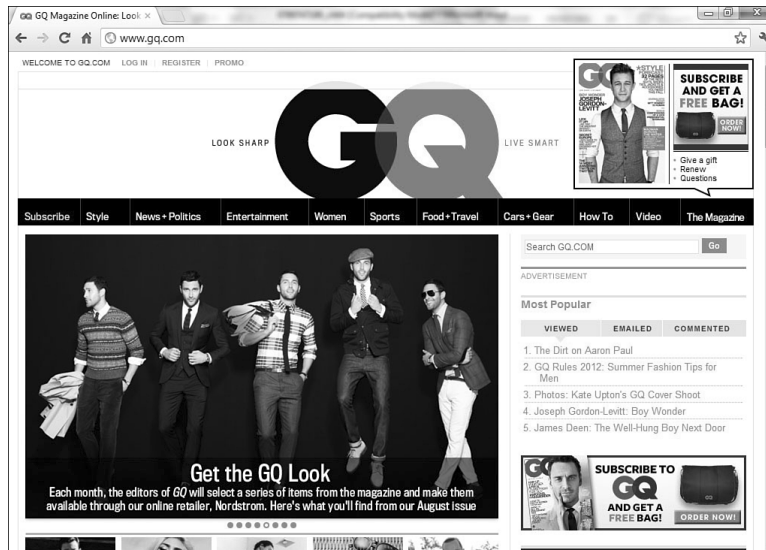 GQ GQ Magazine Online: Look
www.gq.com
WELCOME TO GQ.COM LOG IN | REGISTER | PROMO
LOOK SHARP
GQ
LIVE SMART
GQ
STYLE
JOSEPH
GORDON-
LEVITT
SUBSCRIBE
AND GET A
FREE BAG!
ORDER
NOW!
• Give a gift
• Renew
• Questions
Subscribe Style News+Politics Entertainment Women Sports Food+Travel Cars+Gear How To Video The Magazine
Search GQ.COM Go
ADVERTISEMENT
Most Popular
VIEWED EMAILED COMMENTED
1. The Dirt on Aaron Paul
2. GQ Rules 2012: Summer Fashion Tips for
Men
3. Photos: Kate Upton's GQ Cover Shoot
4. Joseph Gordon-Levitt: Boy Wonder
5. James Deen: The Well-Hung Boy Next Door
Get the GQ Look
Each month, the editors of GQ will select a series of items from the magazine and make them
available through our online retailer, Nordstrom. Here's what you'll find from our August issue
GQ
SUBSCRIBE TO
GQ
AND GET A
FREE BAG!
ORDER NOW!